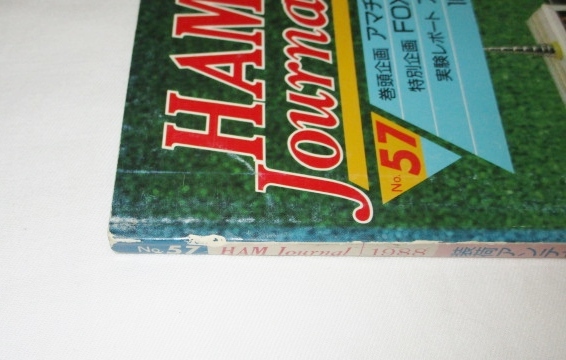 HAM
Journal
No.57
巻頭企画 アマチ
特別企画 FOX
実験レポート
No.57 HAM Journal 1988